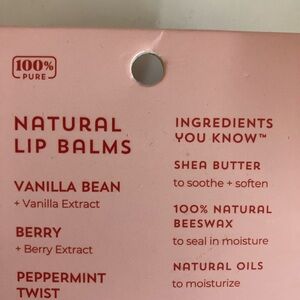 100%
PURE
NATURAL
LIP BALMS
VANILLA BEAN
+ Vanilla Extract
BERRY
+ Berry Extract
PEPPERMINT
TWIST
INGREDIENTS
YOU KNOW™
SHEA BUTTER
to soothe + soften
100% NATURAL
BEESWAX
to seal in moisture
NATURAL OILS
to moisturize